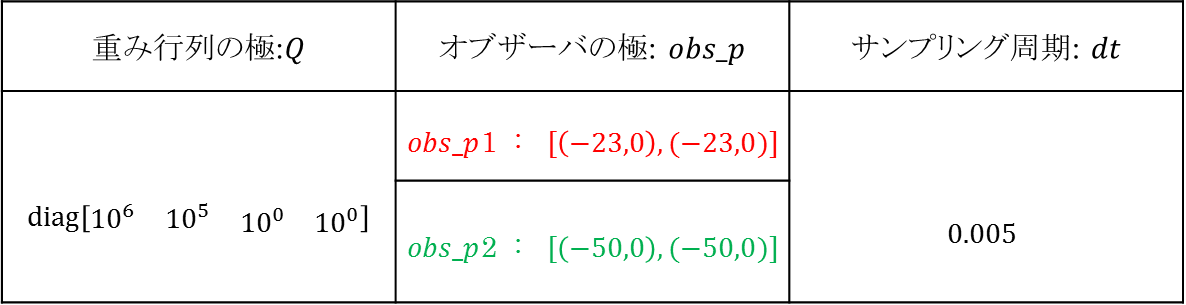 重み行列の極:Q
オブザーバの極: obs_p
サンプリング周期: dt
diag[10⁶ 10⁵ 10⁰ 10⁰]
obs_p1 : [(−23,0), (−23,0)]
obs_p2 : [(−50,0), (−50,0)]
0.005